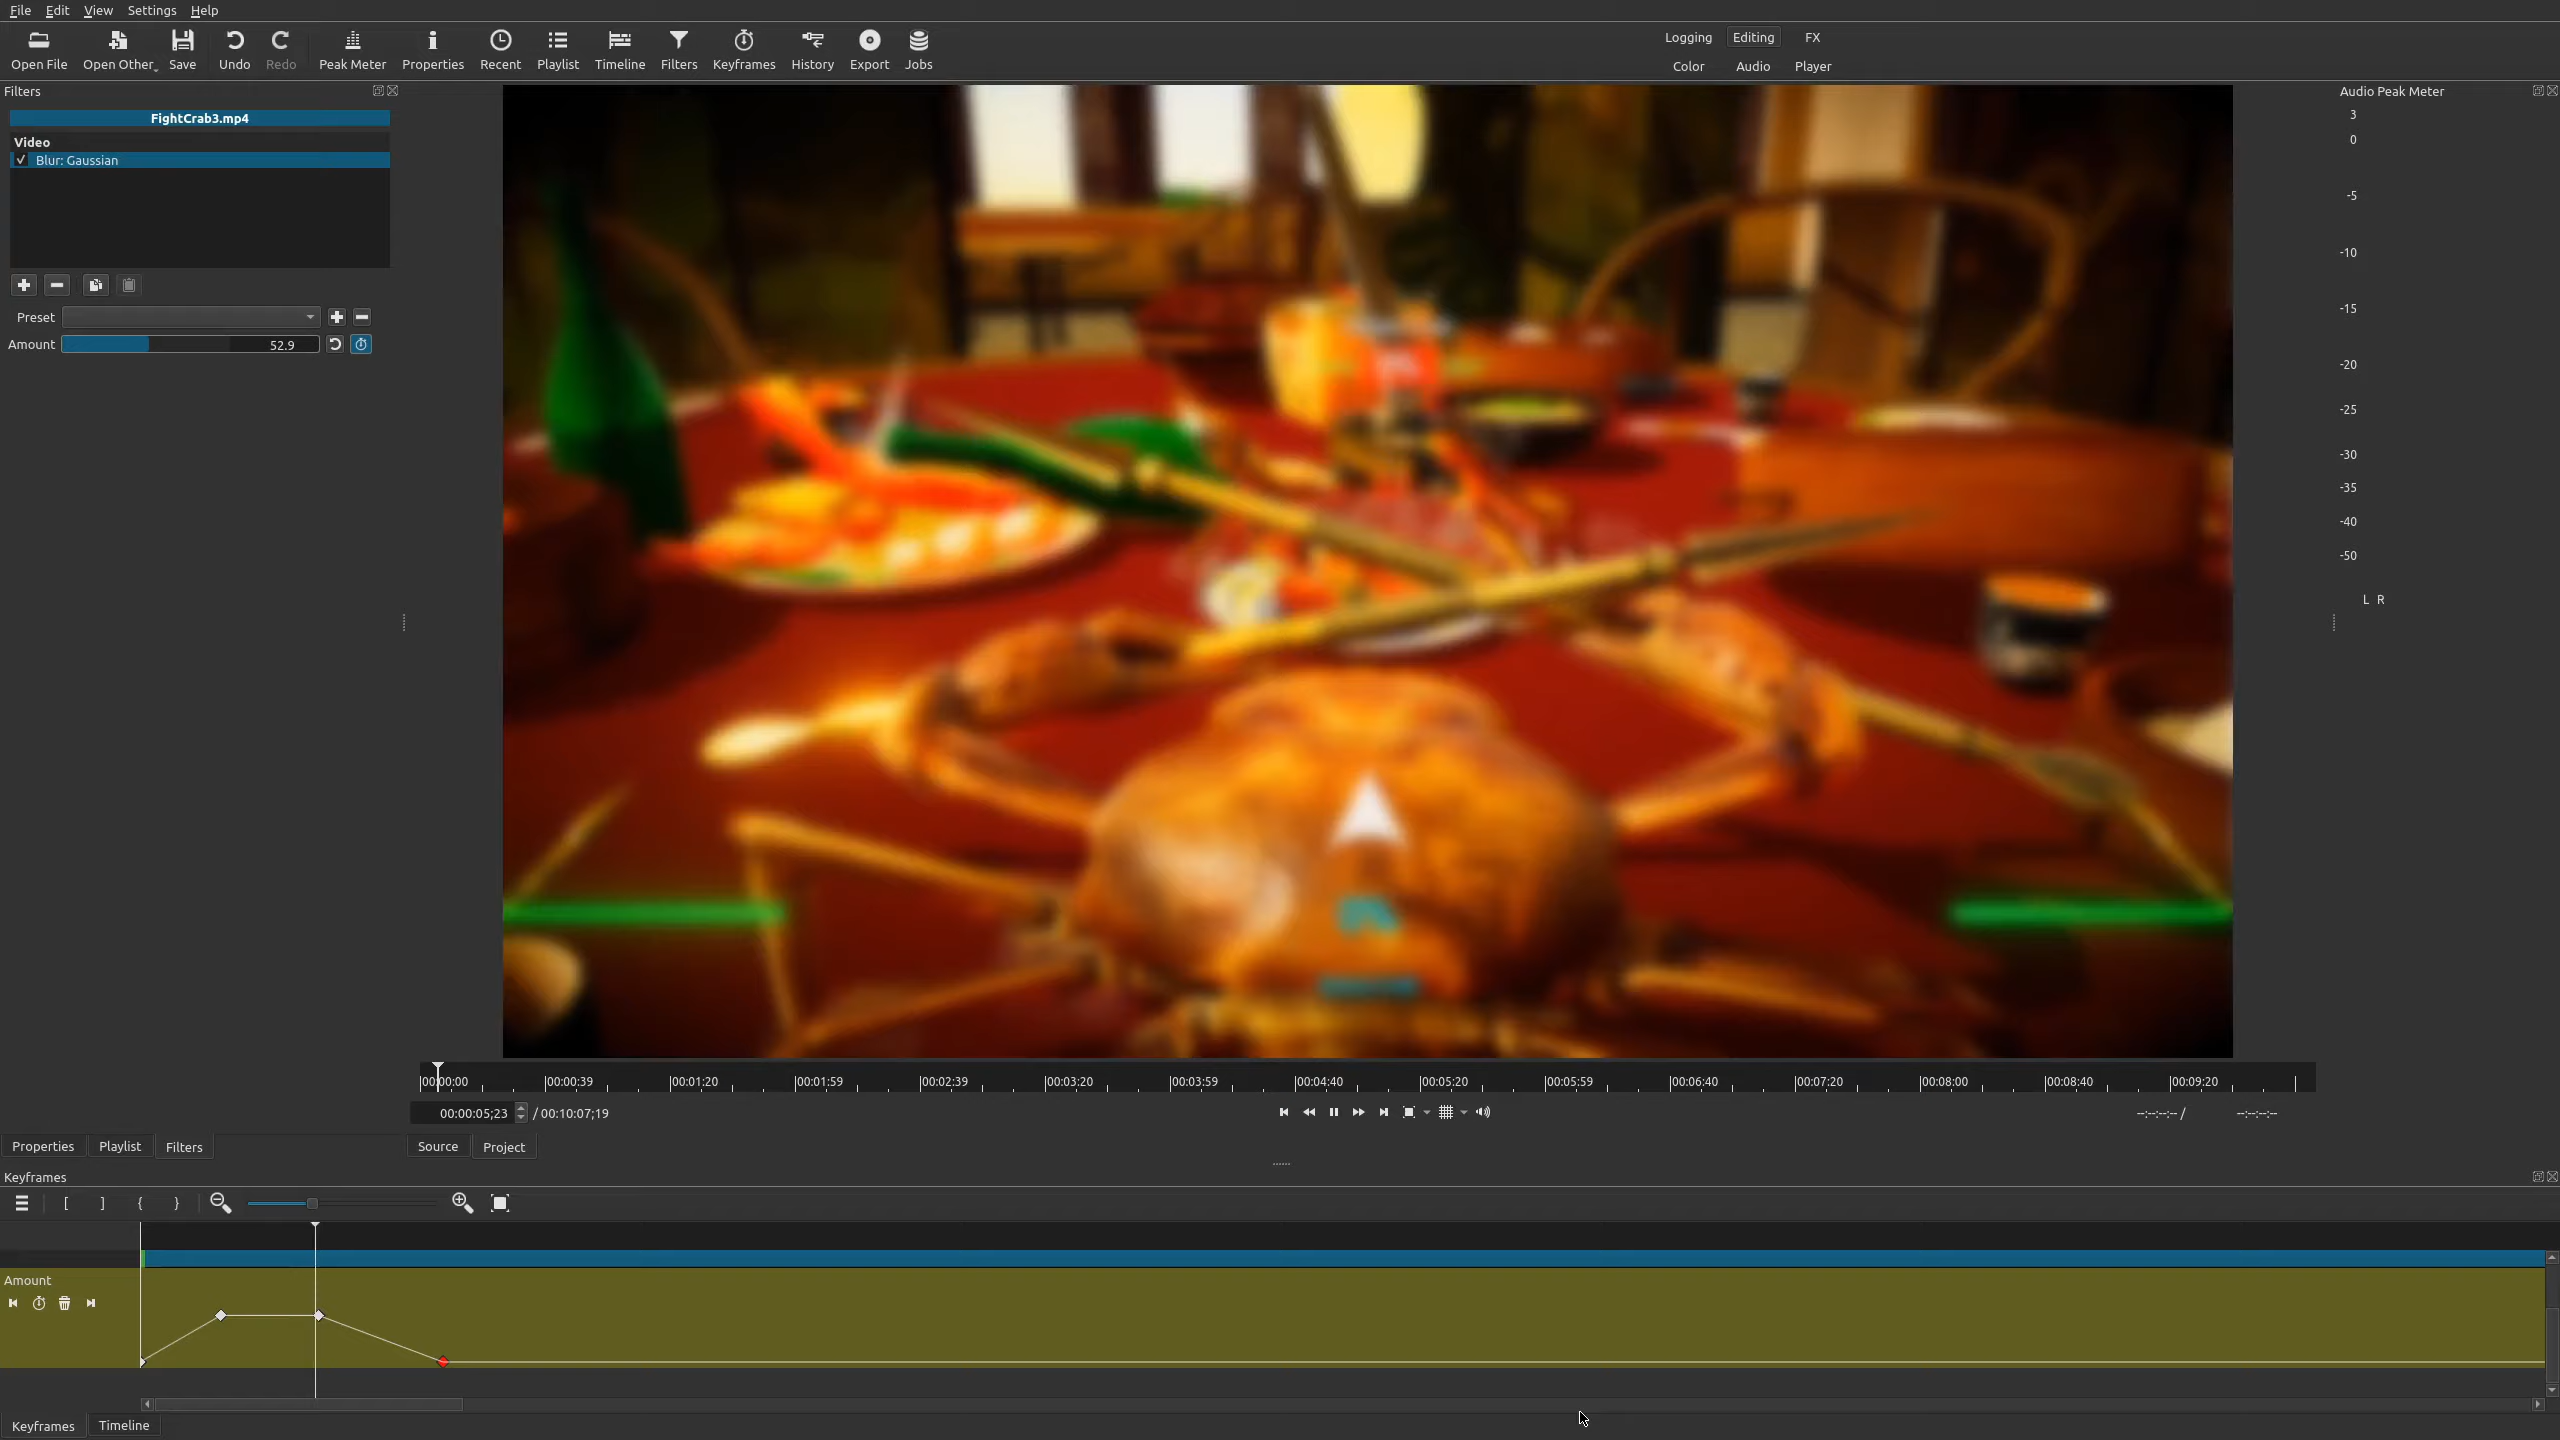 File Edit View Settings Help
Open File Open Other Save Undo Redo Peak Meter Properties Recent Playlist Timeline Filters Keyframes History Export Jobs
Logging Editing FX
Color Audio Player
Filters
FightCrab3.mp4
Video
Blur: Gaussian
Preset
Amount 52.9
Audio Peak Meter
3
0
-5
-10
-15
-20
-25
-30
-35
-40
-50
L R
00:00:00 00:00:39 00:01:20 00:01:59 00:02:39 00:03:20 00:03:59 00:04:40 00:05:20 00:05:59 00:06:40 00:07:20 00:08:00 00:08:40 00:09:20
00:00:05;23 / 00:10:07;19
--:--:--:-- / --:--:--:--
Properties Playlist Filters
Source Project
Keyframes
[ ] { }
Amount
Keyframes Timeline